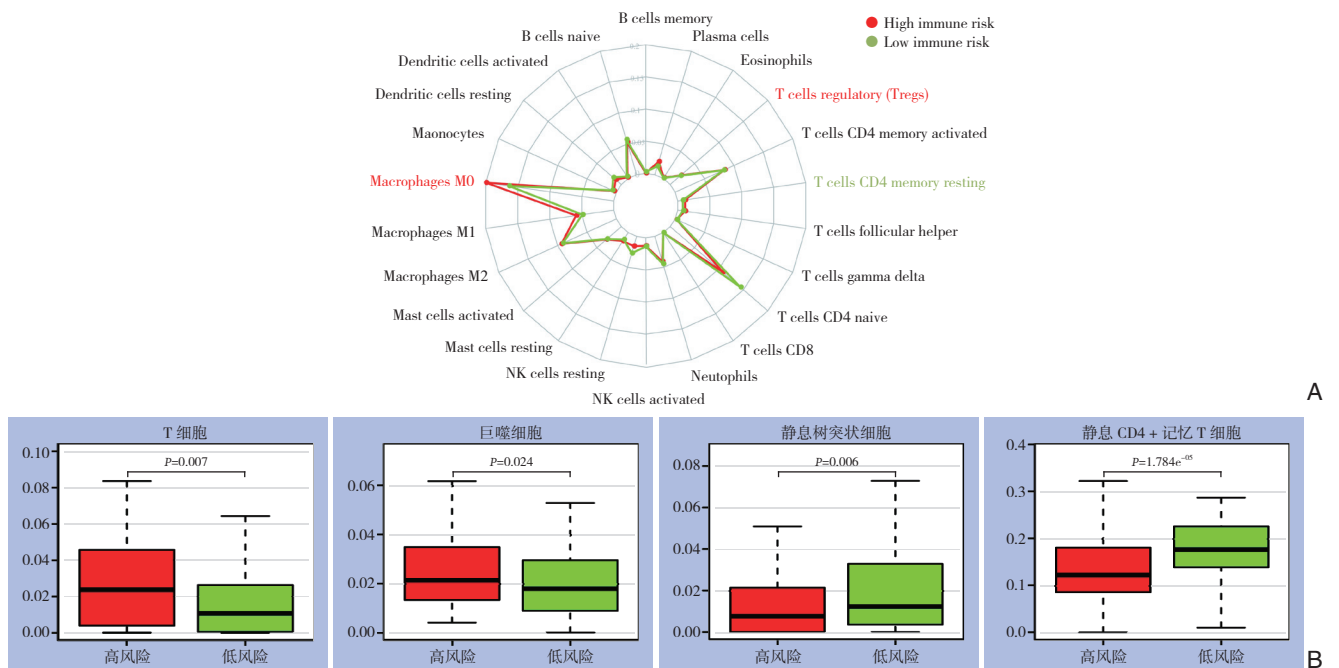 B cells memory
High immune risk
Low immune risk
B cells naive
Plasma cells
Dendritic cells activated
Eosinophils
Dendritic cells resting
T cells regulatory (Tregs)
Maonocytes
T cells CD4 memory activated
Macrophages M0
T cells CD4 memory resting
Macrophages M1
T cells follicular helper
Macrophages M2
T cells gamma delta
Mast cells activated
T cells CD4 naive
Mast cells resting
T cells CD8
NK cells resting
Neutophils
NK cells activated
0.2
0.1
A
T 细胞
P=0.007
0.10
0.08
0.06
0.04
0.02
0.00
高风险 低风险
巨噬细胞
P=0.024
0.06
0.04
0.02
0.00
高风险 低风险
静息树突状细胞
P=0.006
0.08
0.06
0.04
0.02
0.00
高风险 低风险
静息 CD4 + 记忆 T 细胞
P=1.784e⁻⁰⁵
0.4
0.3
0.2
0.1
0.0
高风险 低风险
B